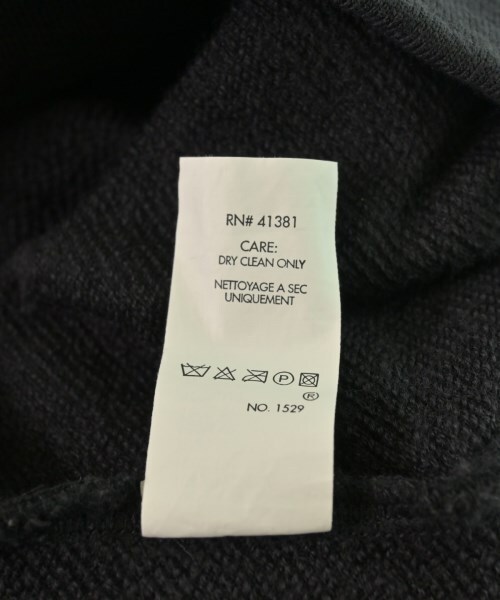 RN# 41381
CARE:
DRY CLEAN ONLY
NETTOYAGE A SEC
UNIQUEMENT
P
®
NO. 1529